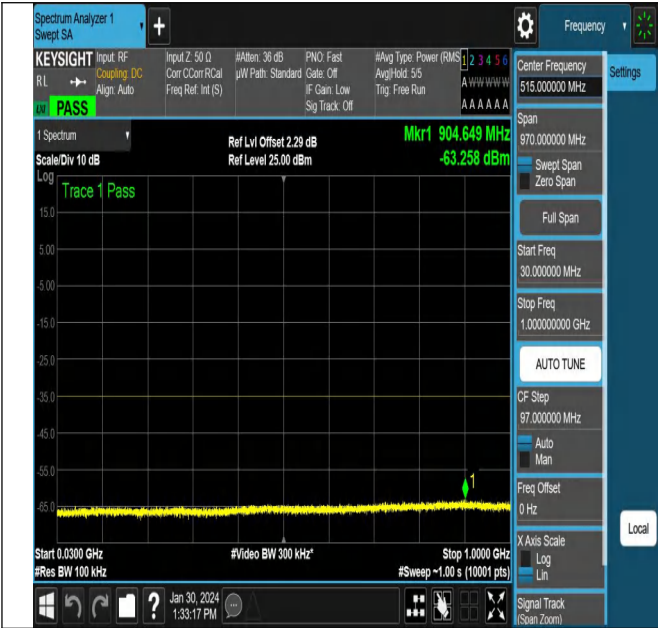 Spectrum Analyzer 1
Swept SA
+
Frequency
KEYSIGHT
RL
Input: RF
Coupling: DC
Align: Auto
Input Z: 50 Ω
Corr CCorr RCal
Freq Ref: Int (S)
#Atten: 36 dB
µW Path: Standard
PNO: Fast
Gate: Off
IF Gain: Low
Sig Track: Off
#Avg Type: Power (RMS
Avg|Hold: 5/5
Trig: Free Run
1 2 3 4 5 6
A W W W W W
A A A A A A
LXI
PASS
1 Spectrum
Scale/Div 10 dB
Ref Lvl Offset 2.29 dB
Ref Level 25.00 dBm
Mkr1 904.649 MHz
-63.258 dBm
Log
Trace 1 Pass
15.0
5.00
-5.00
-15.0
-25.0
-35.0
-45.0
-55.0
-65.0
1
Start 0.0300 GHz
#Res BW 100 kHz
#Video BW 300 kHz*
Stop 1.0000 GHz
#Sweep ~1.00 s (10001 pts)
?
Jan 30, 2024
1:33:17 PM
Center Frequency
515.000000 MHz
Settings
Span
970.000000 MHz
Swept Span
Zero Span
Full Span
Start Freq
30.000000 MHz
Stop Freq
1.000000000 GHz
AUTO TUNE
CF Step
97.000000 MHz
Auto
Man
Freq Offset
0 Hz
X Axis Scale
Log
Lin
Signal Track
(Span Zoom)
Local